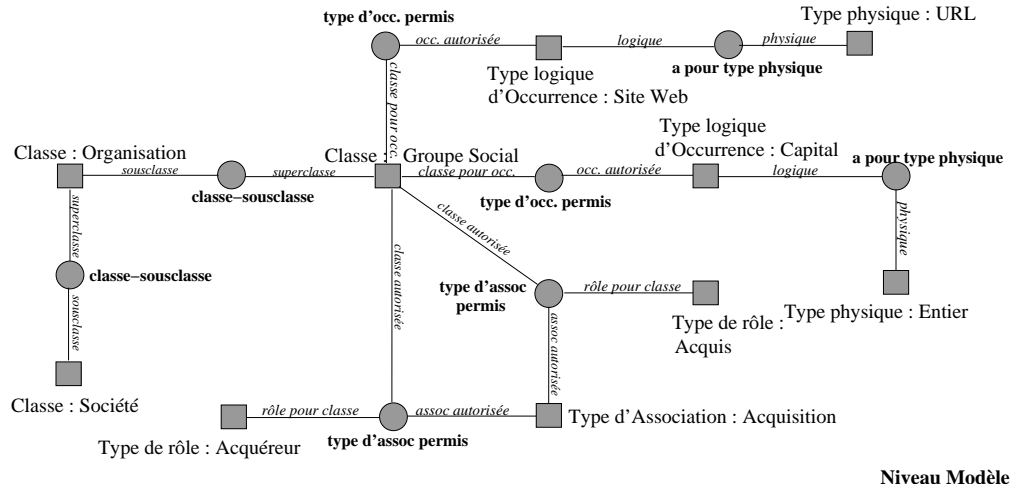 type d'occ. permis
Type physique : URL
occ. autorisée
logique
physique
a pour type physique
Type logique
d'Occurrence : Site Web
classe pour occ.
Type logique
d'Occurrence : Capital
Classe : Organisation
Classe : Groupe Social
a pour type physique
sousclasse
superclasse
classe pour occ.
occ. autorisée
logique
classe−sousclasse
type d'occ. permis
superclasse
classe autorisée
physique
classe−sousclasse
classe autorisée
type d'assoc
permis
rôle pour classe
Type de rôle :
Acquis
Type physique : Entier
sousclasse
assoc autorisée
Classe : Société
rôle pour classe
assoc autorisée
Type d'Association : Acquisition
Type de rôle : Acquéreur
type d'assoc permis
Niveau Modèle